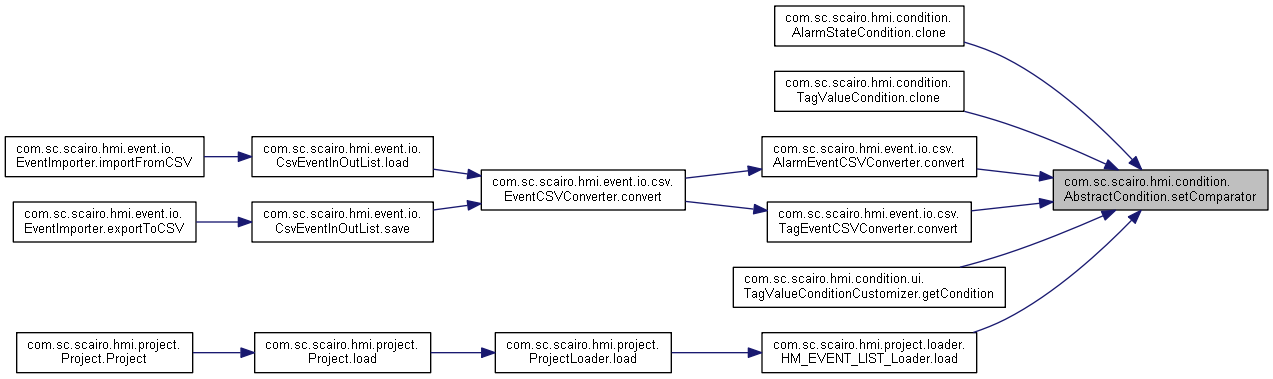 com.sc.scairo.hmi.condition.
AlarmStateCondition.clone
com.sc.scairo.hmi.condition.
TagValueCondition.clone
com.sc.scairo.hmi.event.io.
EventImporter.importFromCSV
com.sc.scairo.hmi.event.io.
CsvEventInOutList.load
com.sc.scairo.hmi.event.io.csv.
AlarmEventCSVConverter.convert
com.sc.scairo.hmi.event.io.csv.
EventCSVConverter.convert
com.sc.scairo.hmi.condition.
AbstractCondition.setComparator
com.sc.scairo.hmi.event.io.
EventImporter.exportToCSV
com.sc.scairo.hmi.event.io.
CsvEventInOutList.save
com.sc.scairo.hmi.event.io.csv.
TagEventCSVConverter.convert
com.sc.scairo.hmi.condition.ui.
TagValueConditionCustomizer.getCondition
com.sc.scairo.hmi.project.
Project.Project
com.sc.scairo.hmi.project.
Project.load
com.sc.scairo.hmi.project.
ProjectLoader.load
com.sc.scairo.hmi.project.loader.
HM_EVENT_LIST_Loader.load